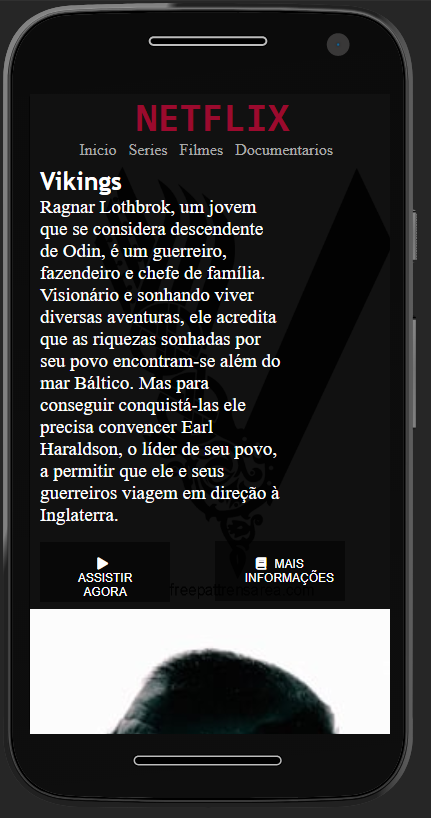 NETFLIX
Inicio Series Filmes Documentarios
Vikings
Ragnar Lothbrok, um jovem
que se considera descendente
de Odin, é um guerreiro,
fazendeiro e chefe de família.
Visionário e sonhando viver
diversas aventuras, ele acredita
que as riquezas sonhadas por
seu povo encontram-se além do
mar Báltico. Mas para
conseguir conquistá-las ele
precisa convencer Earl
Haraldson, o líder de seu povo,
a permitir que ele e seus
guerreiros viagem em direção à
Inglaterra.
ASSISTIR
AGORA
MAIS
INFORMAÇÕES